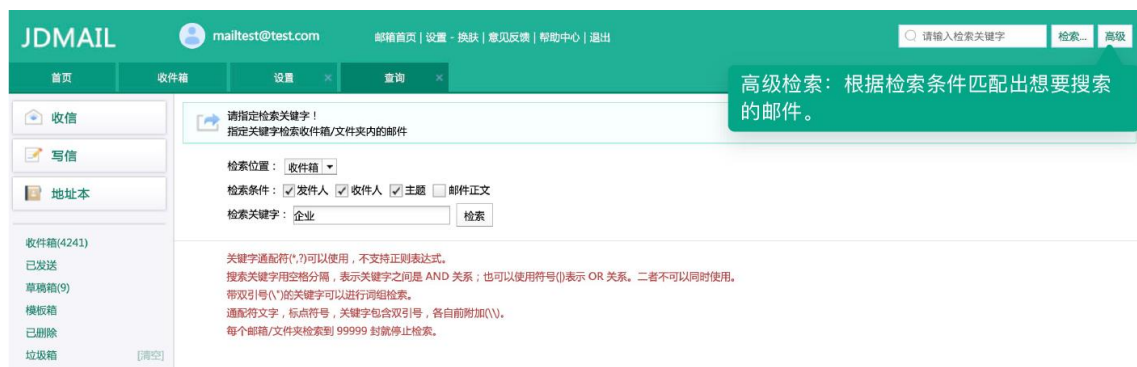 JDMAIL
mailtest@test.com
邮箱首页 | 设置 - 换肤 | 意见反馈 | 帮助中心 | 退出
请输入检索关键字
检索...
高级
首页
收件箱
设置 ×
查询 ×
高级检索：根据检索条件匹配出想要搜索
的邮件。
收信
写信
地址本
收件箱(4241)
已发送
草稿箱(9)
模板箱
已删除
垃圾箱 [清空]
请指定检索关键字！
指定关键字检索收件箱/文件夹内的邮件
检索位置： 收件箱
检索条件： 发件人 收件人 主题 邮件正文
检索关键字： 企业 检索
关键字通配符(*,?)可以使用，不支持正则表达式。
搜索关键字用空格分隔，表示关键字之间是 AND 关系；也可以使用符号(|)表示 OR 关系。二者不可以同时使用。
带双引号(\")的关键字可以进行词组检索。
通配符文字，标点符号，关键字包含双引号，各自前附加(\\)。
每个邮箱/文件夹检索到 99999 封就停止检索。